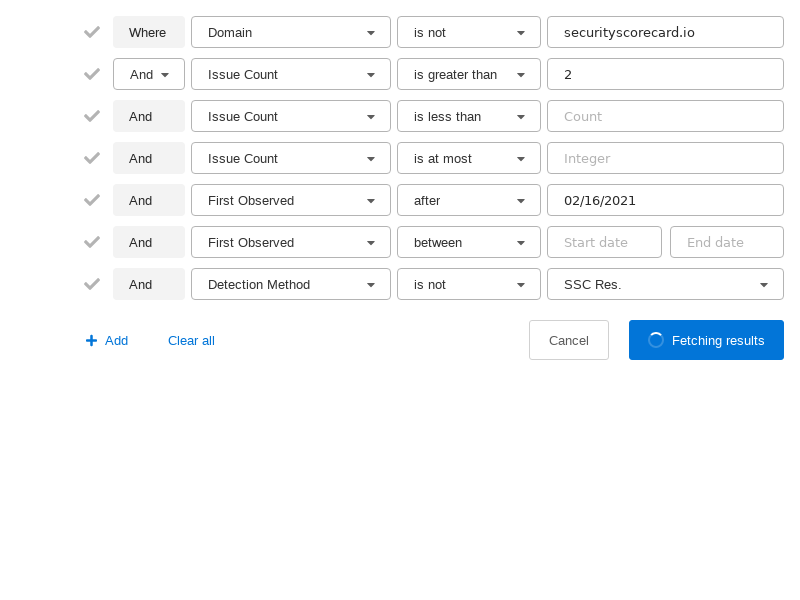 Where Domain is not securityscorecard.io
And Issue Count is greater than 2
And Issue Count is less than Count
And Issue Count is at most Integer
And First Observed after 02/16/2021
And First Observed between Start date End date
And Detection Method is not SSC Res.
Add Clear all Cancel Fetching results